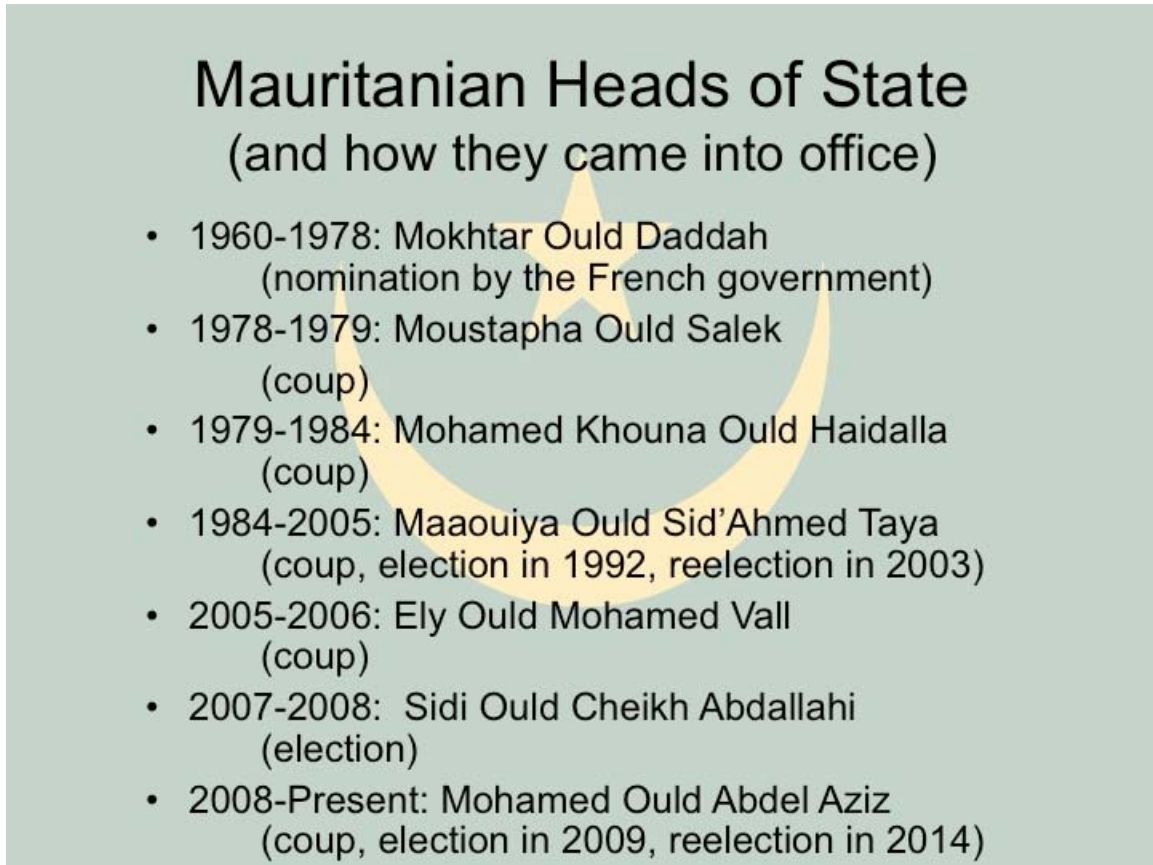 Mauritanian Heads of State
(and how they came into office)
• 1960-1978: Mokhtar Ould Daddah
(nomination by the French government)
• 1978-1979: Moustapha Ould Salek
(coup)
• 1979-1984: Mohamed Khouna Ould Haidalla
(coup)
• 1984-2005: Maaouiya Ould Sid’Ahmed Taya
(coup, election in 1992, reelection in 2003)
• 2005-2006: Ely Ould Mohamed Vall
(coup)
• 2007-2008:  Sidi Ould Cheikh Abdallahi
(election)
• 2008-Present: Mohamed Ould Abdel Aziz
(coup, election in 2009, reelection in 2014)